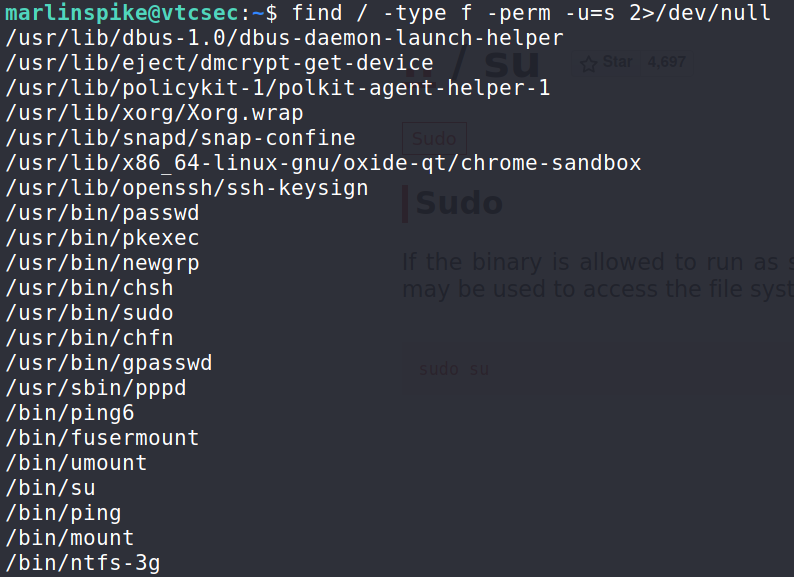 marlinspike@vtcsec:~$ find / -type f -perm -u=s 2>/dev/null
/usr/lib/dbus-1.0/dbus-daemon-launch-helper
/usr/lib/eject/dmcrypt-get-device
/usr/lib/policykit-1/polkit-agent-helper-1
/usr/lib/xorg/Xorg.wrap
/usr/lib/snapd/snap-confine
/usr/lib/x86_64-linux-gnu/oxide-qt/chrome-sandbox
/usr/lib/openssh/ssh-keysign
/usr/bin/passwd
/usr/bin/pkexec
/usr/bin/newgrp
/usr/bin/chsh
/usr/bin/sudo
/usr/bin/chfn
/usr/bin/gpasswd
/usr/sbin/pppd
/bin/ping6
/bin/fusermount
/bin/umount
/bin/su
/bin/ping
/bin/mount
/bin/ntfs-3g
/ su
Star 4,697
Sudo
Sudo
If the binary is allowed to run as
may be used to access the file
sudo su